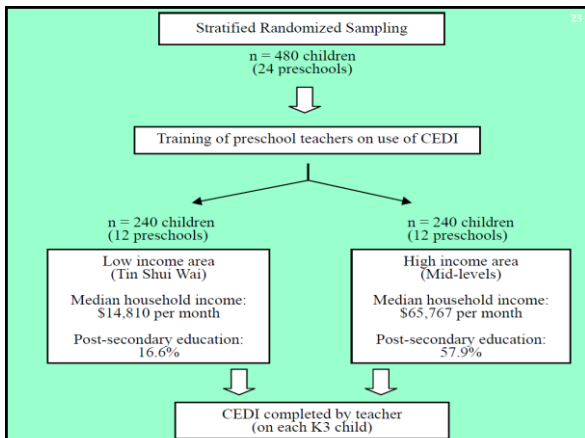 23
Stratified Randomized Sampling
n = 480 children
(24 preschools)
Training of preschool teachers on use of CEDI
n = 240 children
(12 preschools)
Low income area
(Tin Shui Wai)
Median household income:
$14,810 per month
Post-secondary education:
16.6%
n = 240 children
(12 preschools)
High income area
(Mid-levels)
Median household income:
$65,767 per month
Post-secondary education:
57.9%
CEDI completed by teacher
(on each K3 child)